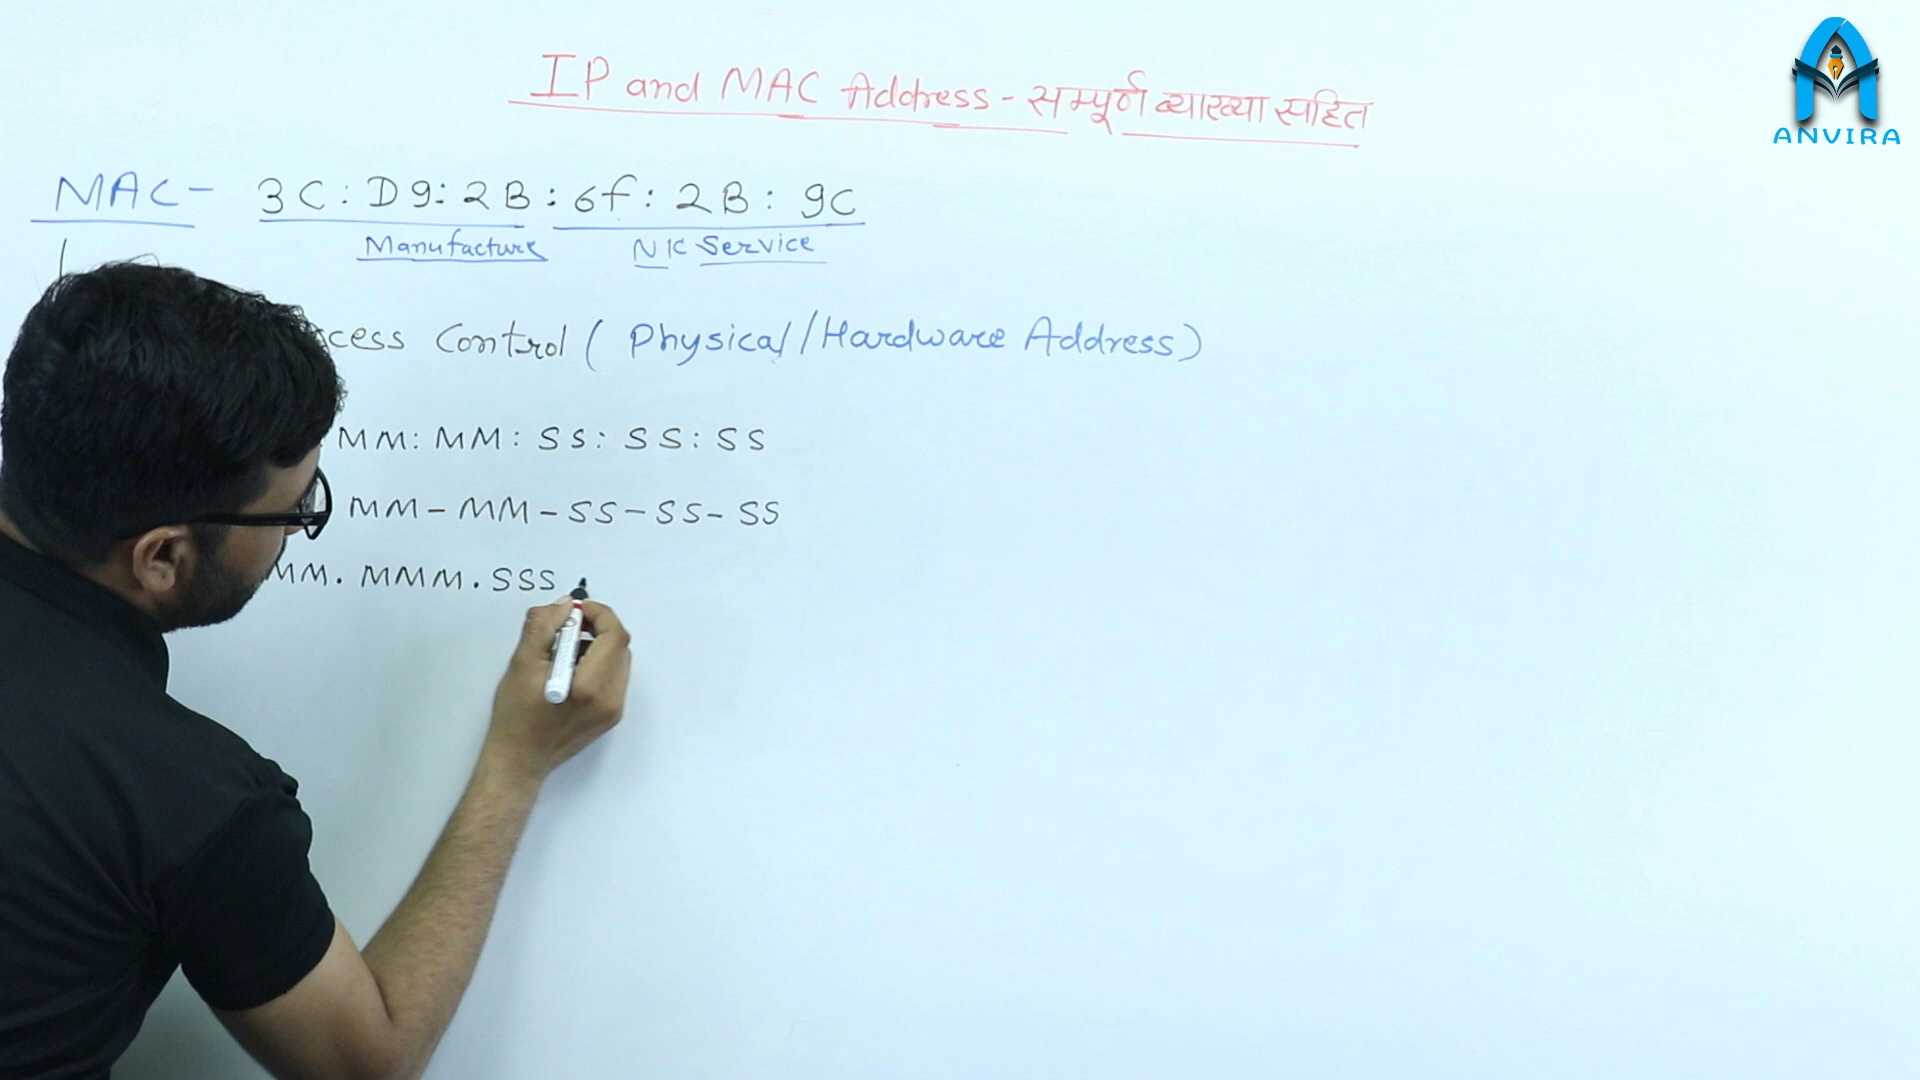 IP and MAC Address - सम्पूर्ण व्याख्या सहित
ANVIRA
MAC - 3C : D9 : 2B : 6f : 2B : 9C
Manufacture NIC Service
cess Control ( Physical / Hardware Address )
MM : MM : SS : SS : SS
MM - MM - SS - SS - SS
MM . MMM . SSS